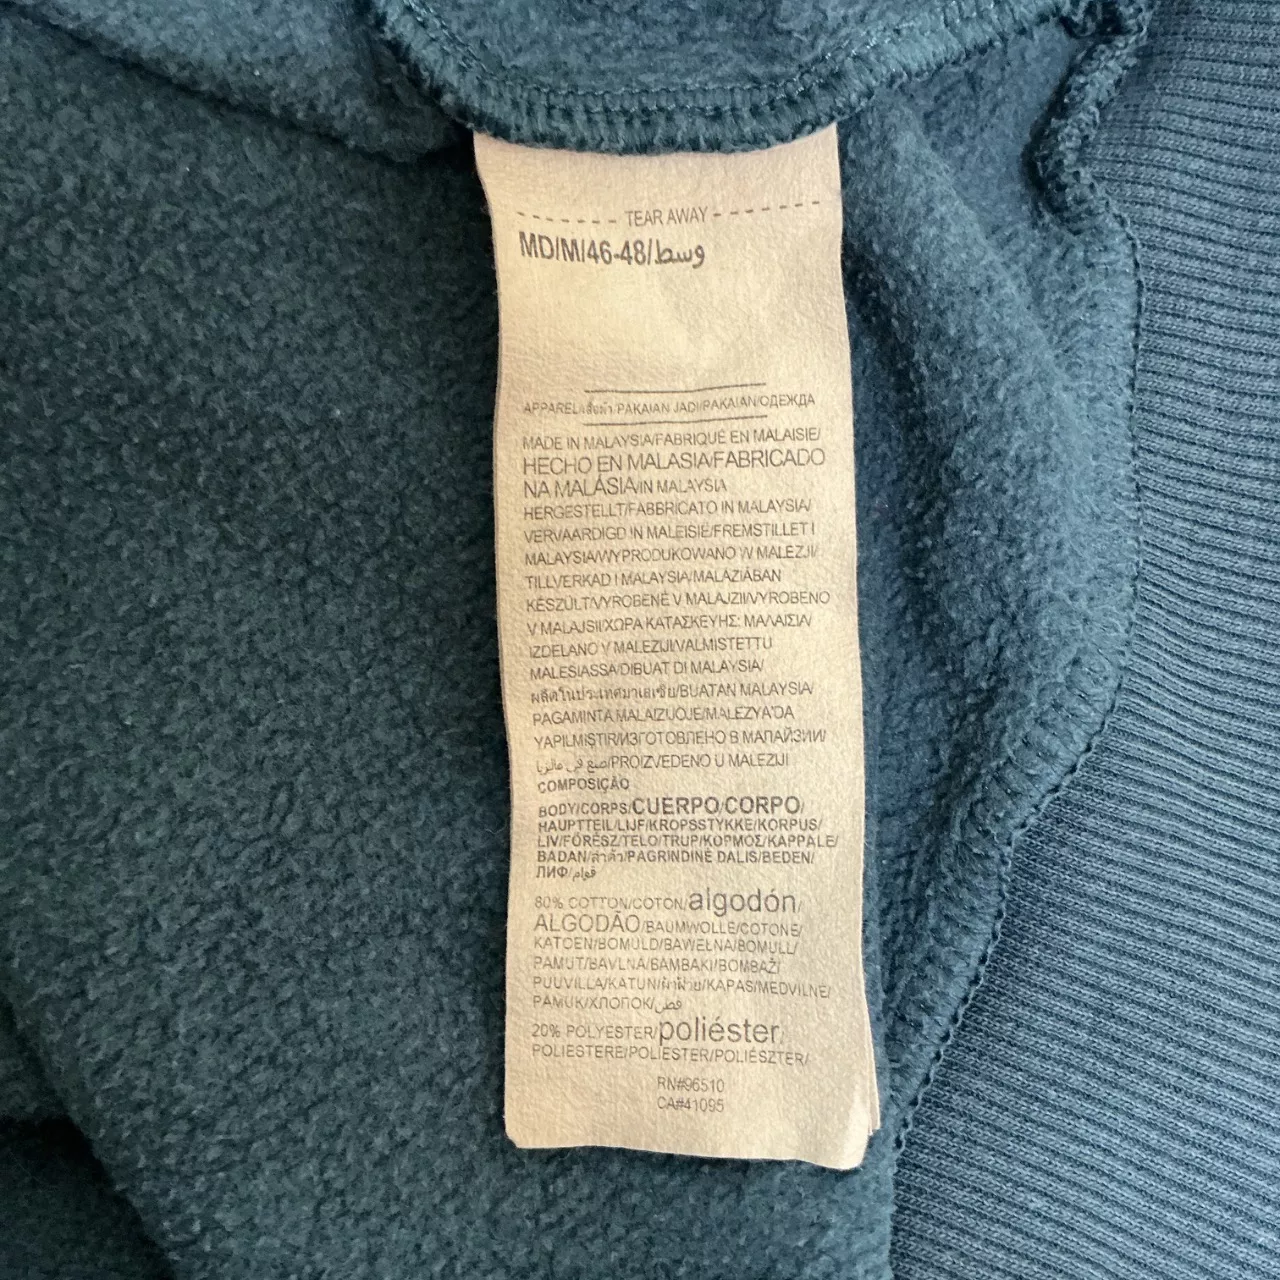 TEAR AWAY
MD/M/46-48/وسط
APPAREL/เสื้อผ้า/PAKAIAN JADI/PAKAIAN/ОДЕЖДА
MADE IN MALAYSIA/FABRIQUÉ EN MALAISIE/
HECHO EN MALASIA/FABRICADO
NA MALÁSIA/IN MALAYSIA
HERGESTELLT/FABBRICATO IN MALAYSIA/
VERVAARDIGD IN MALEISIË/FREMSTILLET I
MALAYSIA/WYPRODUKOWANO W MALEZJI/
TILLVERKAD I MALAYSIA/MALÁZIÁBAN
KÉSZÜLT/VYROBENÉ V MALAJZII/VYROBENO
V MALAJSII/ΧΩΡΑ ΚΑΤΑΣΚΕΥΗΣ: ΜΑΛΑΙΣΙΑ/
IZDELANO V MALEZIJI/VALMISTETTU
MALESIASSA/DIBUAT DI MALAYSIA/
ผลิตในประเทศมาเลเซีย/BUATAN MALAYSIA/
PAGAMINTA MALAIZIJOJE/MALEZYA'DA
YAPILMIŞTIR/ИЗГОТОВЛЕНО В МАЛАЙЗИИ/
صنع في ماليزيا/PROIZVEDENO U MALEZIJI
COMPOSIÇÃO
BODY/CORPS/CUERPO/CORPO/
HAUPTTEIL/LIJF/KROPSSTYKKE/KORPUS/
LIV/FŐRÉSZ/TELO/TRUP/ΚΟΡΜΟΣ/KAPPALE/
BADAN/ลำตัว/PAGRINDINĖ DALIS/BEDEN/
ЛИФ/قوام
80% COTTON/COTON/algodón/
ALGODÃO/BAUMWOLLE/COTONE/
KATOEN/BOMULD/BAWEŁNA/BOMULL/
PAMUT/BAVLNA/BAMBAKI/BOMBAŽ/
PUUVILLA/KATUN/ผ้าฝ้าย/KAPAS/MEDVILNĖ/
PAMUK/ХЛОПОК/قطن
20% POLYESTER/poliéster/
POLIESTERE/POLIESTER/POLIÉSZTER/
RN#96510
CA#41095